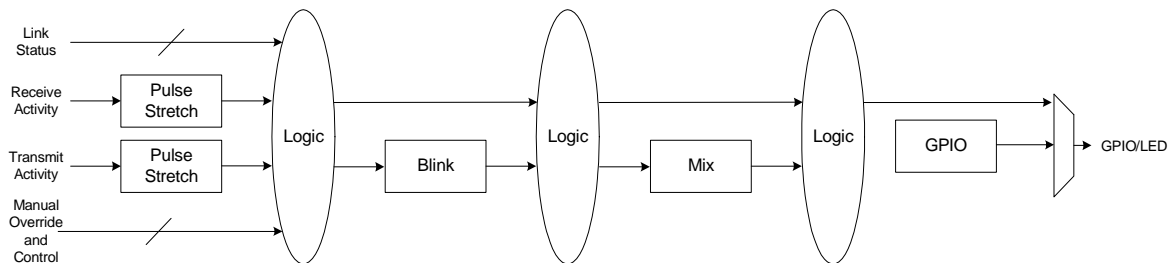 Link
Status
Receive
Activity
Pulse
Stretch
Transmit
Activity
Pulse
Stretch
Manual
Override
and
Control
Logic
Blink
Logic
Mix
Logic
GPIO
GPIO/LED